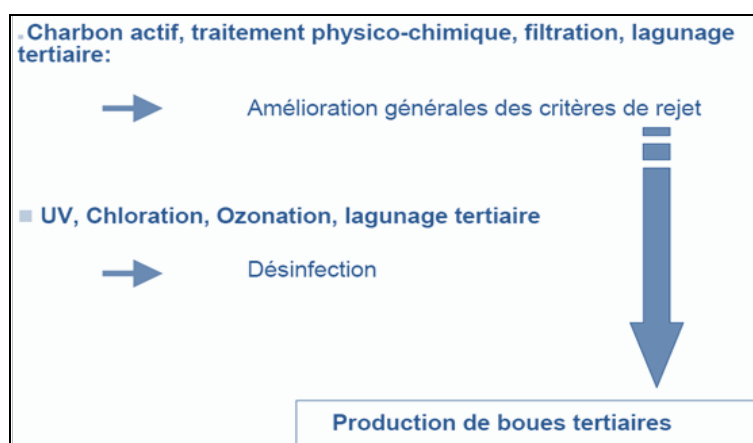 Charbon actif, traitement physico-chimique, filtration, lagunage
tertiaire:
Amélioration générales des critères de rejet
UV, Chloration, Ozonation, lagunage tertiaire
Désinfection
Production de boues tertiaires